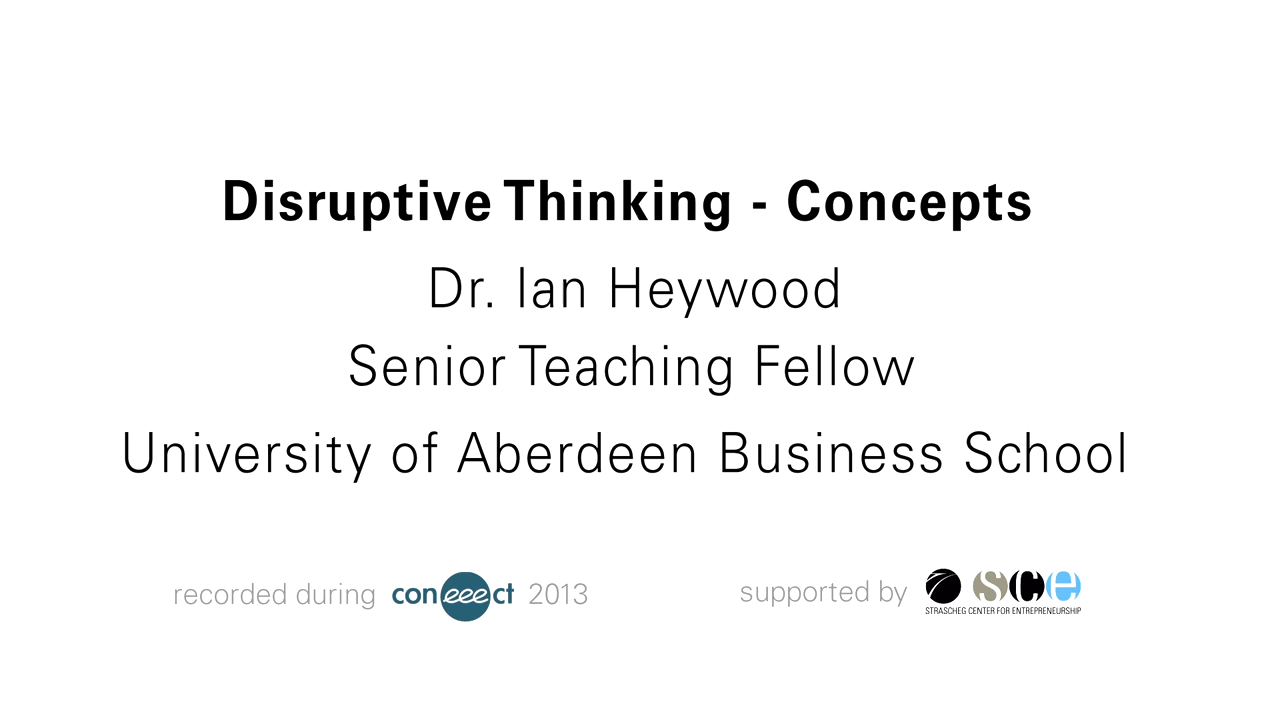 Disruptive Thinking - Concepts
Dr. Ian Heywood
Senior Teaching Fellow
University of Aberdeen Business School
recorded during coneeect 2013
supported by sce
STRASCHEG CENTER FOR ENTREPRENEURSHIP